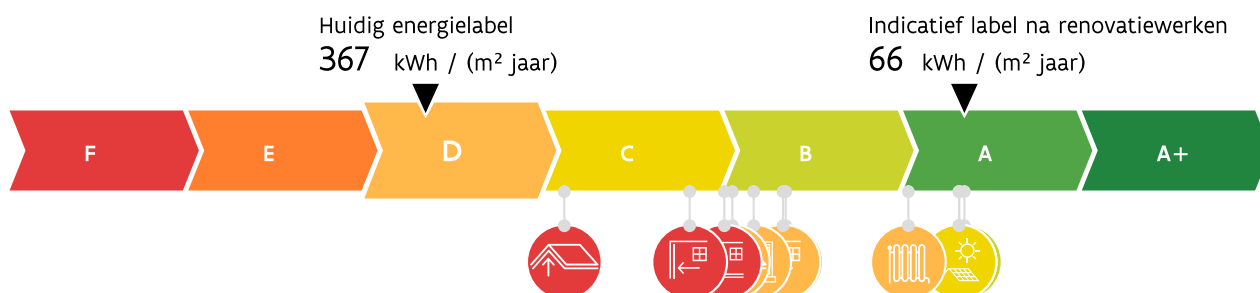 Huidig energielabel
367 kWh / (m² jaar)
Indicatief label na renovatiewerken
66 kWh / (m² jaar)
F E D C B A A+